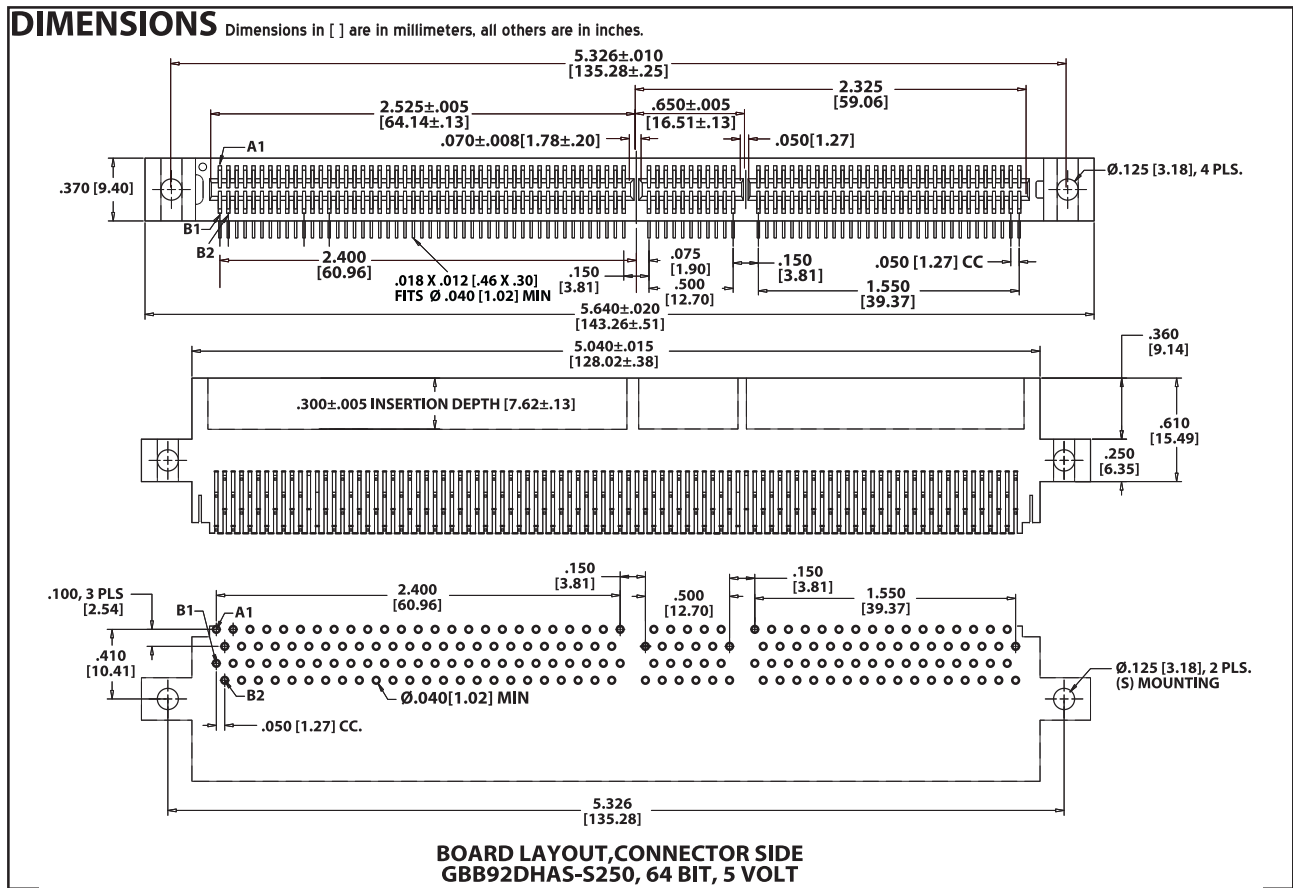 DIMENSIONS Dimensions in [ ] are in millimeters, all others are in inches.
5.326±.010
[135.28±.25]
2.325
[59.06]
2.525±.005
[64.14±.13]
.650±.005
[16.51±.13]
.070±.008[1.78±.20]
.050[1.27]
A1
.370 [9.40]
Ø.125 [3.18], 4 PLS.
B1
B2
2.400
[60.96]
.018 X .012 [.46 X .30]
FITS Ø .040 [1.02] MIN
.150
[3.81]
.075
[1.90]
.500
[12.70]
.150
[3.81]
.050 [1.27] CC
1.550
[39.37]
5.640±.020
[143.26±.51]
5.040±.015
[128.02±.38]
.360
[9.14]
.300±.005 INSERTION DEPTH [7.62±.13]
.610
[15.49]
.250
[6.35]
.100, 3 PLS
[2.54]
B1
A1
2.400
[60.96]
.150
[3.81]
.500
[12.70]
.150
[3.81]
1.550
[39.37]
.410
[10.41]
B2
Ø.040[1.02] MIN
Ø.125 [3.18], 2 PLS.
(S) MOUNTING
.050 [1.27] CC.
5.326
[135.28]
BOARD LAYOUT,CONNECTOR SIDE
GBB92DHAS-S250, 64 BIT, 5 VOLT